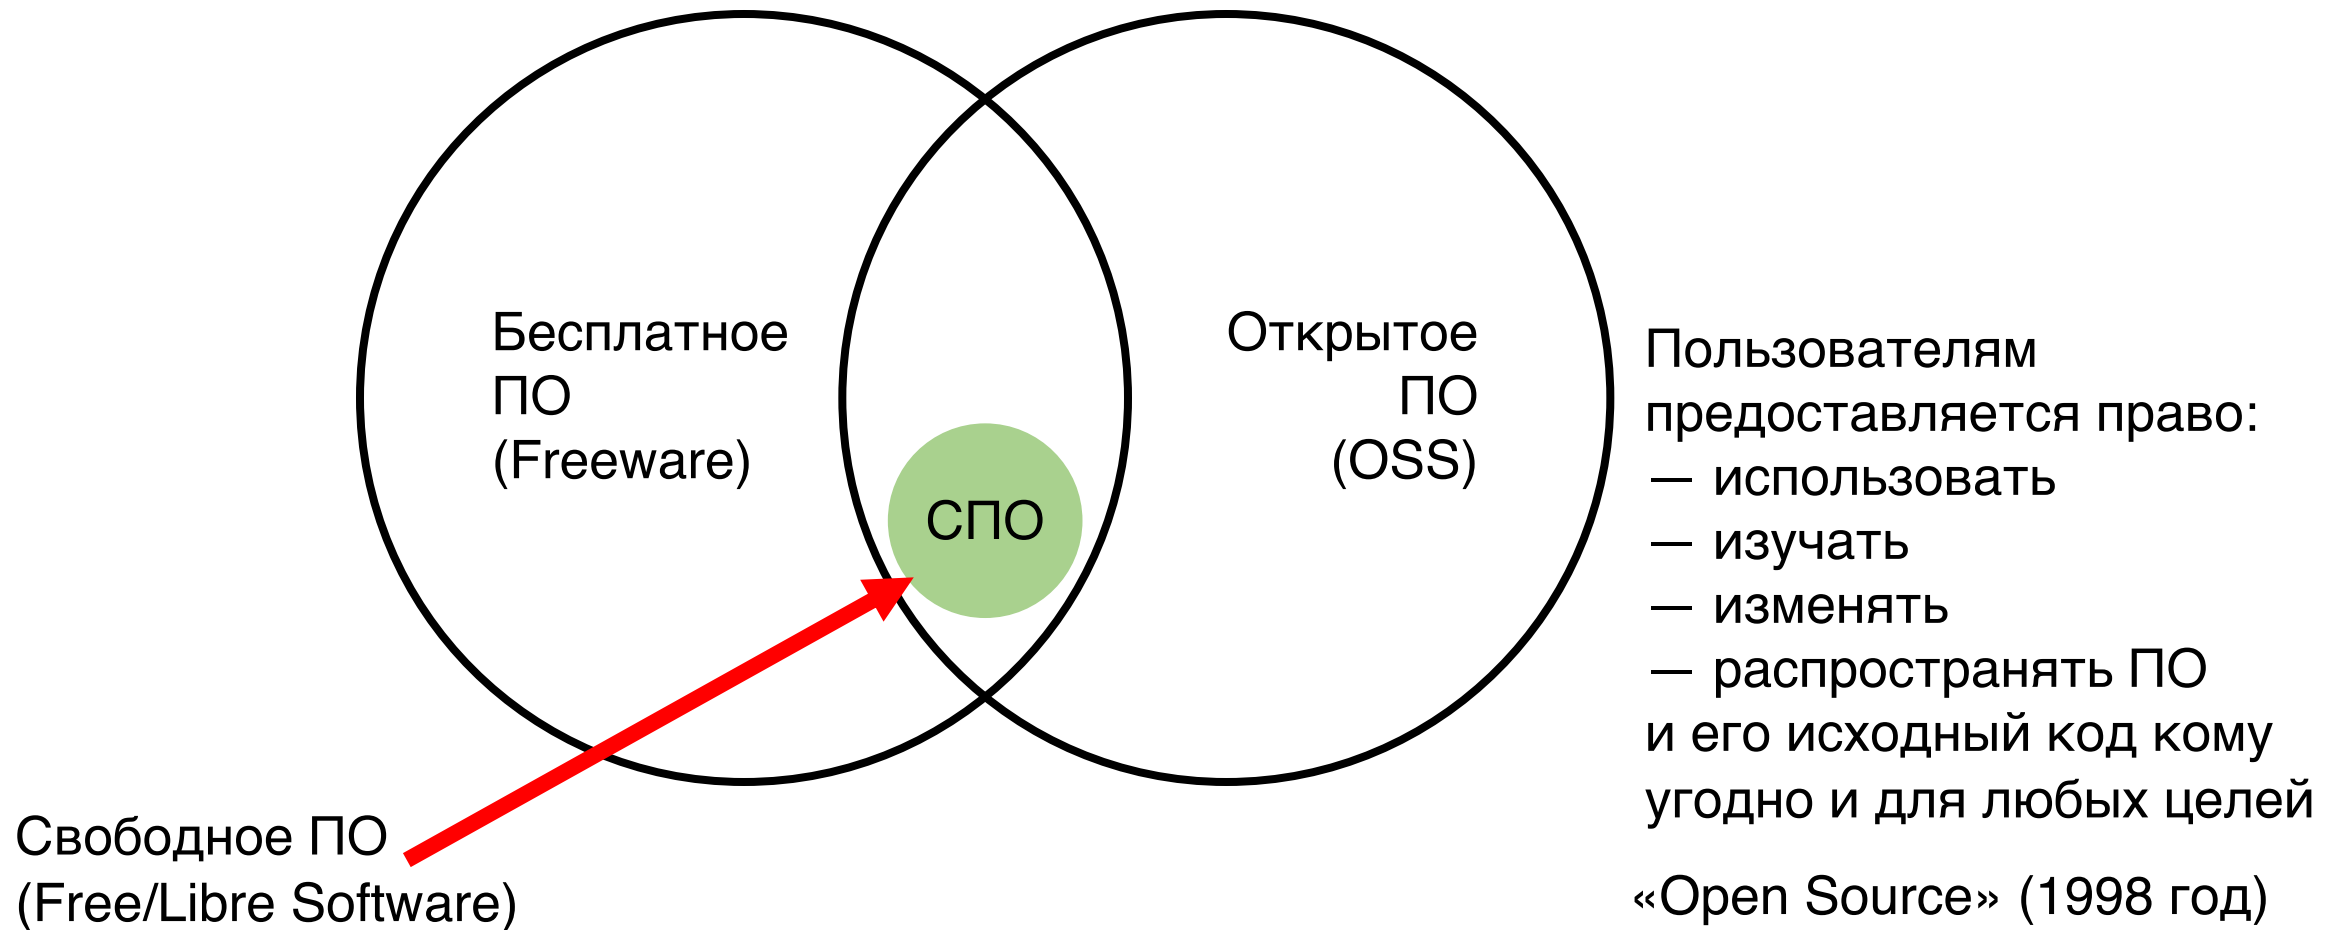 Бесплатное
ПО
(Freeware)
Открытое
ПО
(OSS)
СПО
Свободное ПО
(Free/Libre Software)
Пользователям
предоставляется право:
— использовать
— изучать
— изменять
— распространять ПО
и его исходный код кому
угодно и для любых целей
«Open Source» (1998 год)